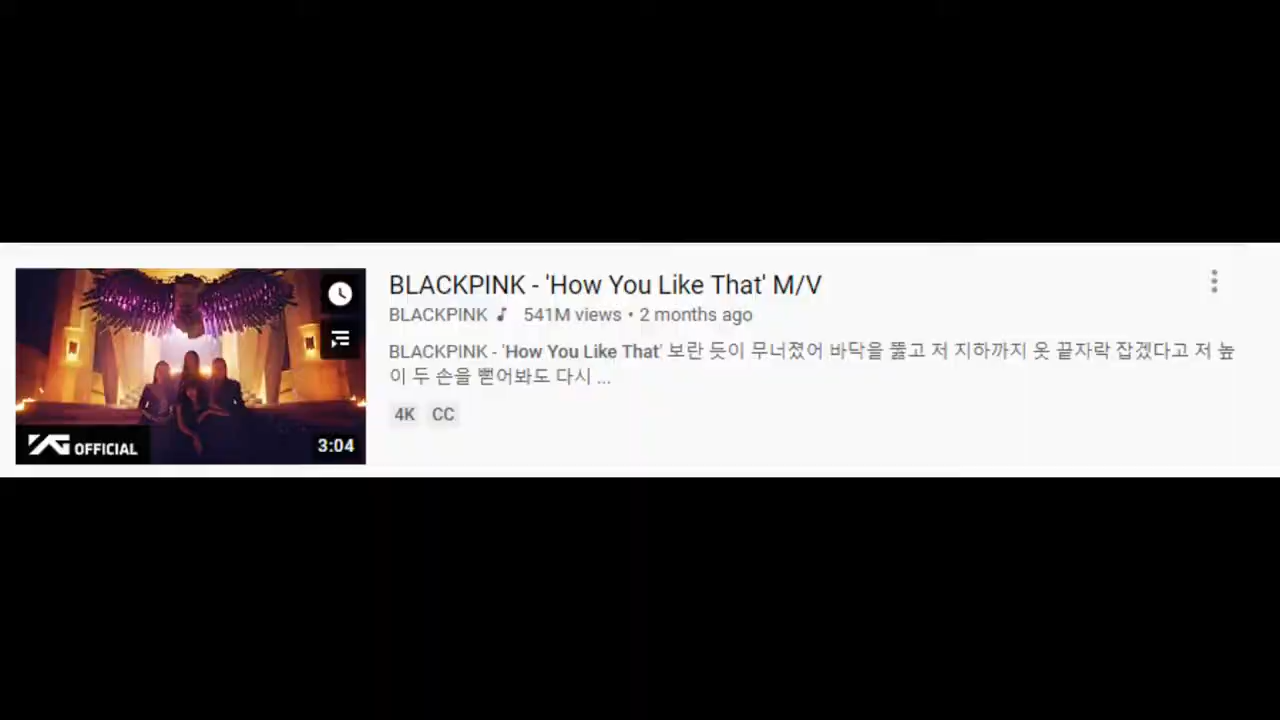 BLACKPINK - 'How You Like That' M/V
BLACKPINK 541M views • 2 months ago
BLACKPINK - 'How You Like That' 보란 듯이 무너졌어 바닥을 뚫고 저 지하까지 옷 끝자락 잡겠다고 저 높
이 두 손을 뻗어봐도 다시 ...
4K CC
YG OFFICIAL
3:04